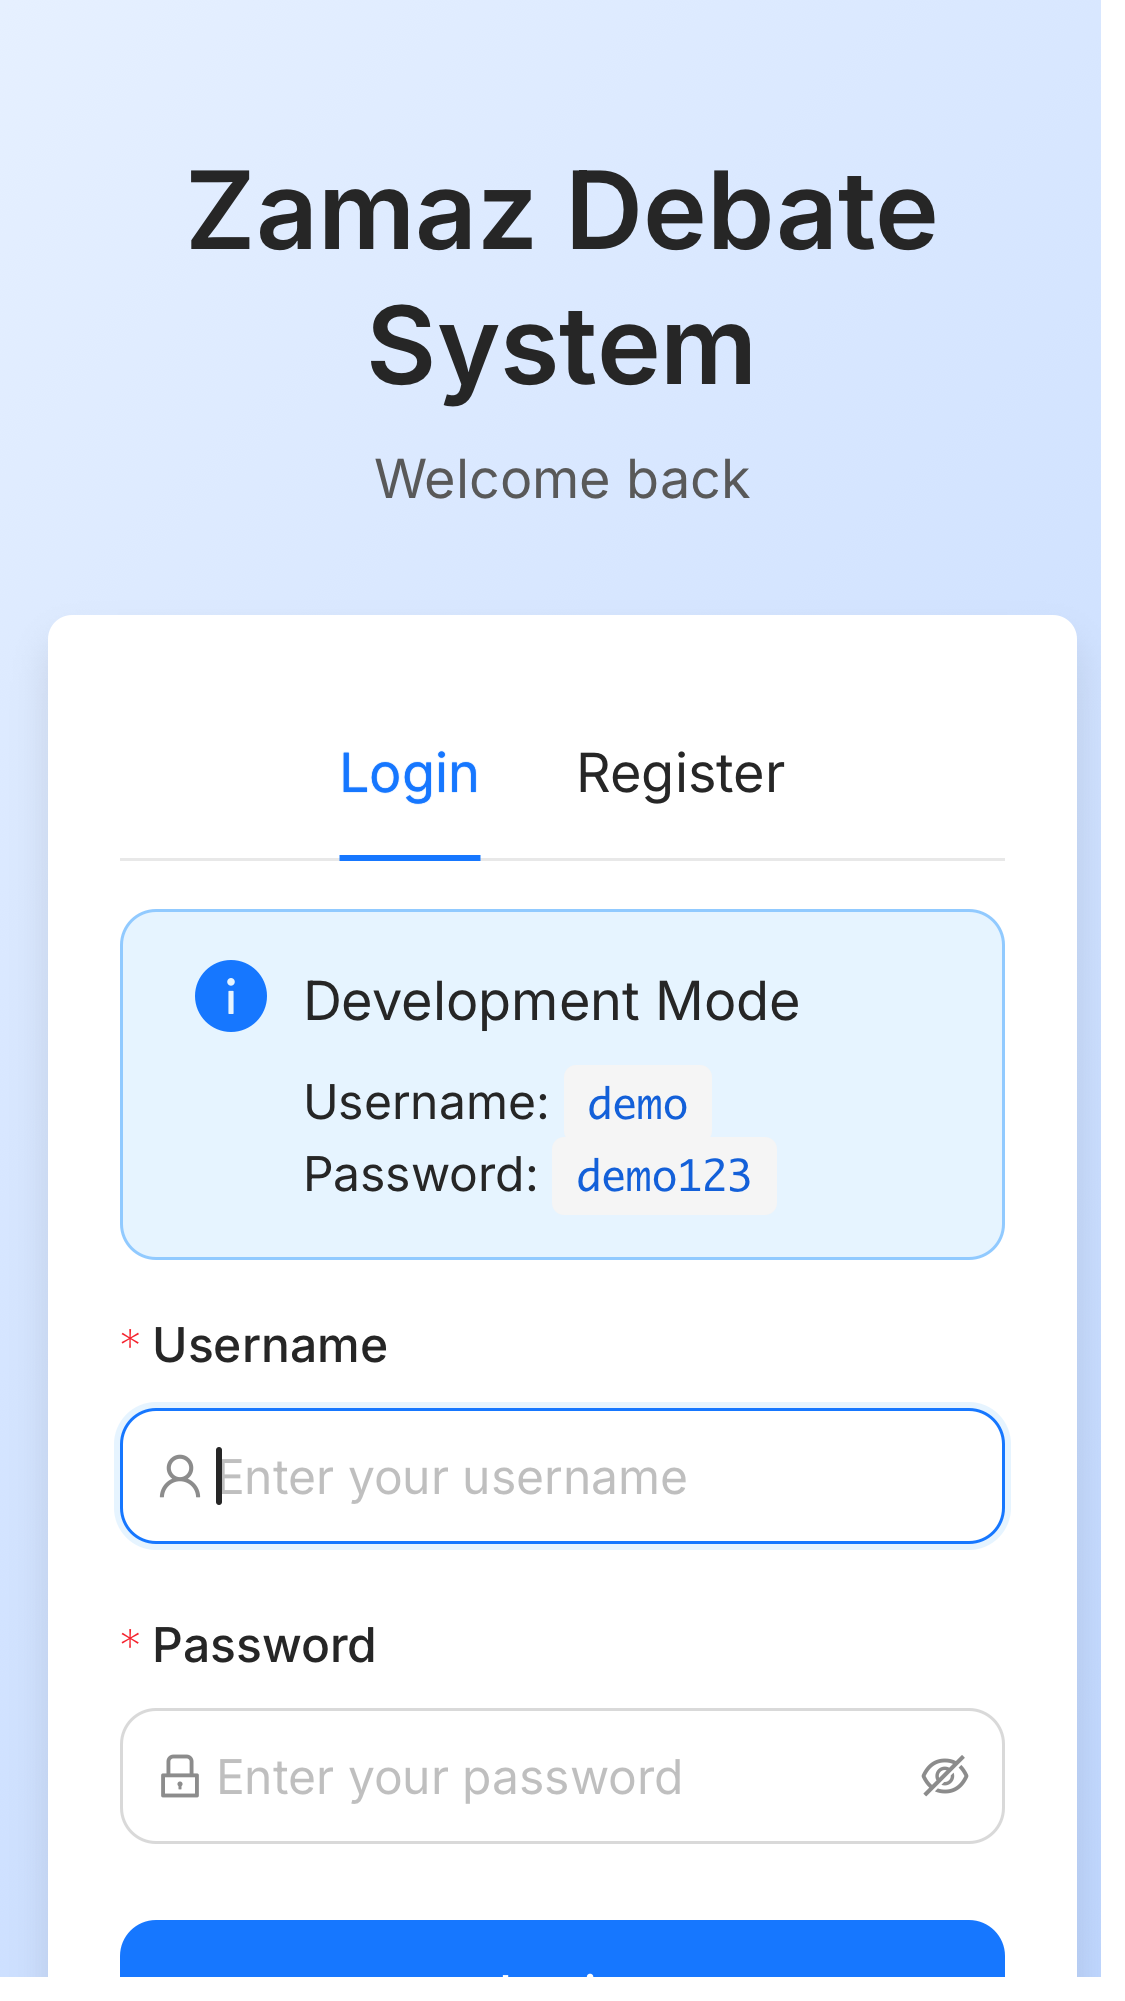 Zamaz Debate
System
Welcome back
Login Register
Development Mode
Username: demo
Password: demo123
* Username
Enter your username
* Password
Enter your password